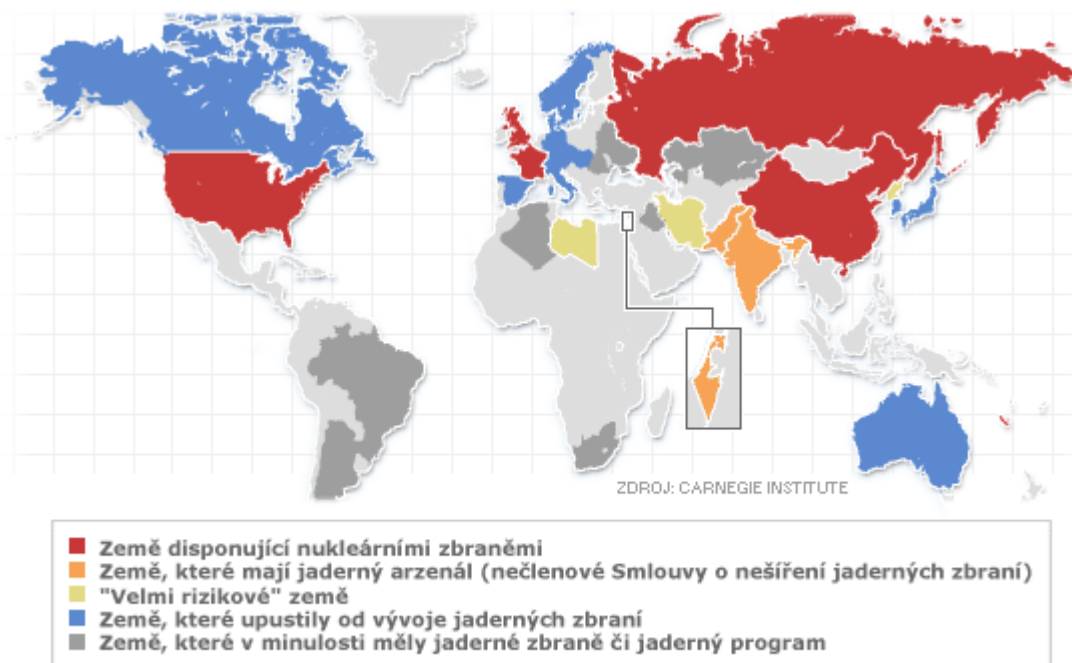 ZDROJ: CARNEGIE INSTITUTE
Země disponující nukleárními zbraněmi
Země, které mají jaderný arzenál (nečlenové Smlouvy o nešíření jaderných zbraní)
"Velmi rizikové" země
Země, které upustily od vývoje jaderných zbraní
Země, které v minulosti měly jaderné zbraně či jaderný program